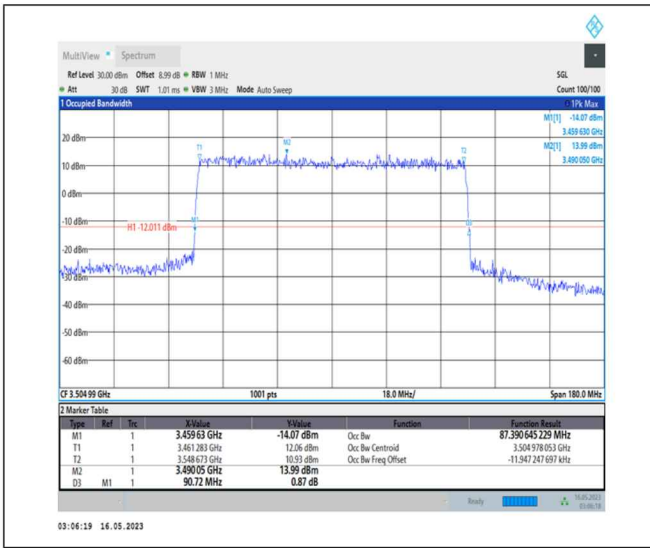 MultiView Spectrum
Ref Level 30.00 dBm Offset 8.99 dB RBW 1 MHz SGL
Att 30 dB SWT 1.01 ms VBW 3 MHz Mode Auto Sweep Count 100/100
1 Occupied Bandwidth 1Pk Max
M1[1] -14.07 dBm
3.459 630 GHz
M2[1] 13.99 dBm
3.490 050 GHz
20 dBm
T1 M2 T2
10 dBm
0 dBm
-10 dBm
M1
H1 -12.011 dBm
-20 dBm
-30 dBm
-40 dBm
-50 dBm
-60 dBm
CF 3.504 99 GHz 1001 pts 18.0 MHz/ Span 180.0 MHz
2 Marker Table
Type Ref Trc X-Value Y-Value Function Function Result
M1 1 3.459 63 GHz -14.07 dBm Occ Bw 87.390 645 229 MHz
T1 1 3.461 283 GHz 12.06 dBm Occ Bw Centroid 3.504 978 053 GHz
T2 1 3.548 673 GHz 10.93 dBm Occ Bw Freq Offset -11.947 247 697 kHz
M2 1 3.490 05 GHz 13.99 dBm
D3 M1 1 90.72 MHz 0.87 dB
Ready 16.05.2023
03:06:18
03:06:19 16.05.2023